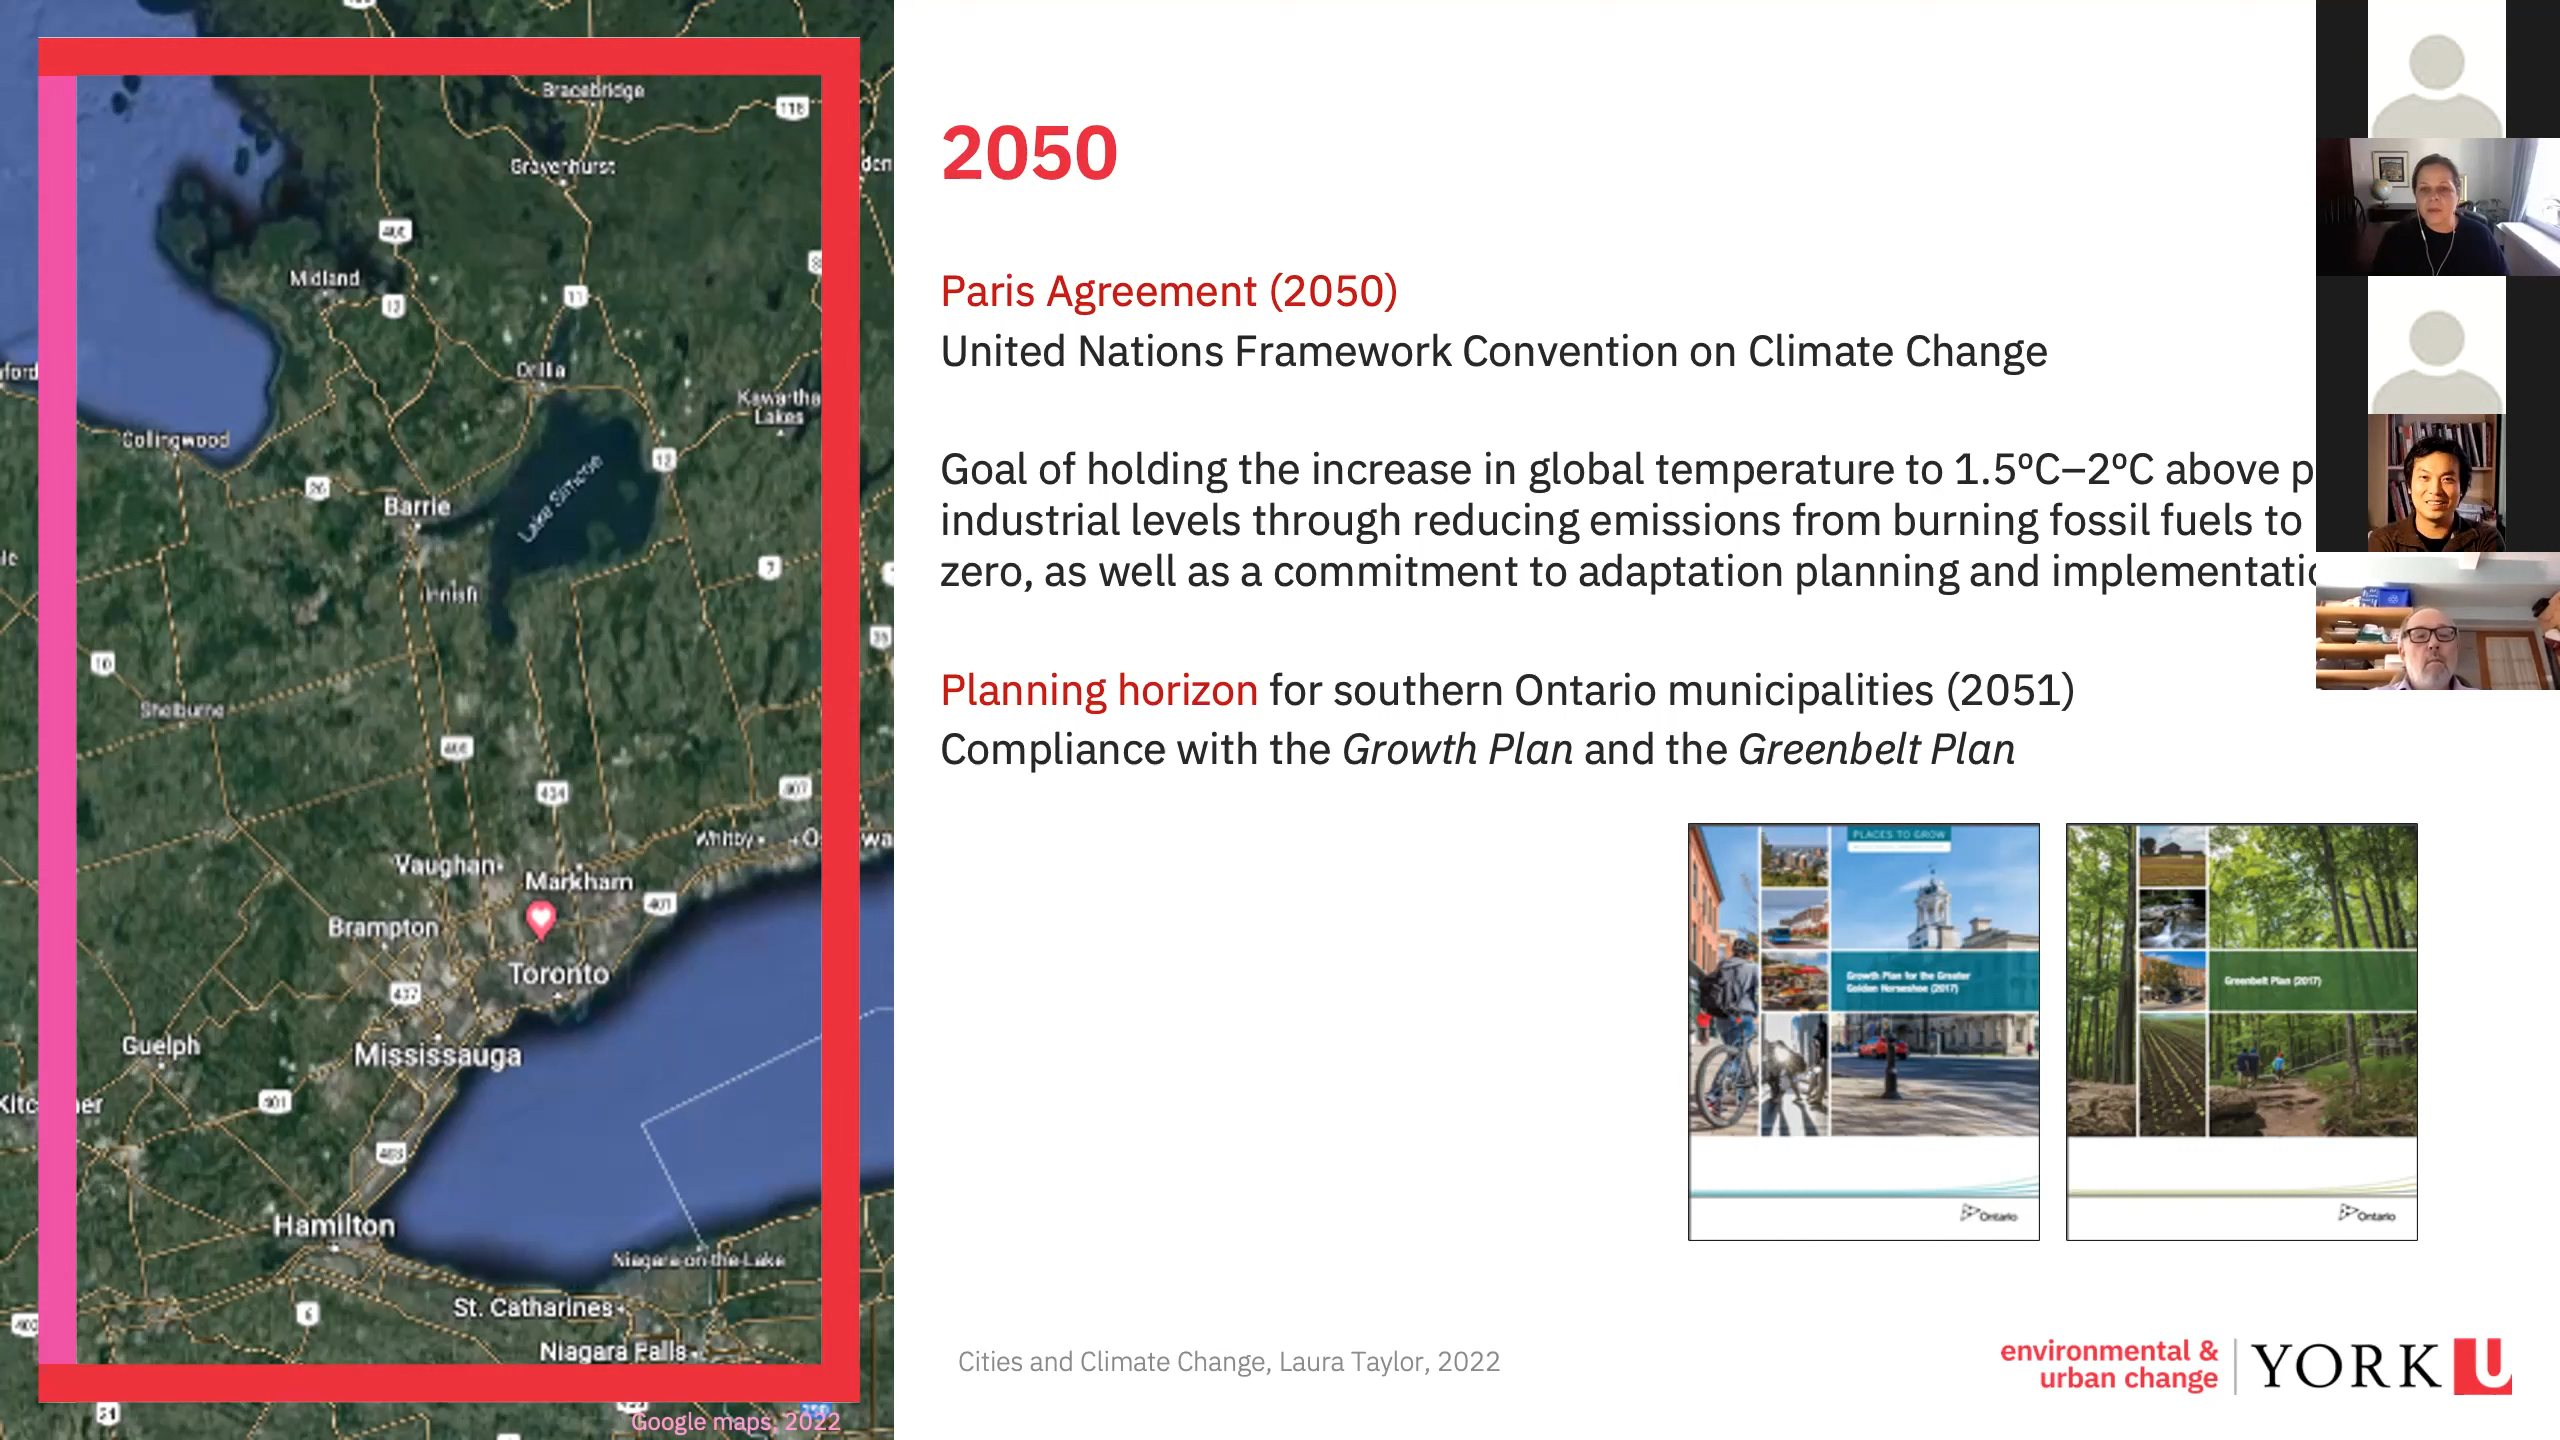 Bracebridge
118
Gravenhurst
den
400
Midland
12
11
Orillia
Kawartha
Lakes
Collingwood
12
26
Barrie
Lake Simcoe
Innisfil
7
35
10
Shelburne
400
404
407
Whitby
Vaughan
Markham
401
Brampton
Toronto
Guelph
Mississauga
401
403
Hamilton
Niagara-on-the-Lake
St. Catharines
6
Niagara Falls
Google maps, 2022
2050
Paris Agreement (2050)
United Nations Framework Convention on Climate Change
Goal of holding the increase in global temperature to 1.5ºC–2ºC above p
industrial levels through reducing emissions from burning fossil fuels to
zero, as well as a commitment to adaptation planning and implementatio
Planning horizon for southern Ontario municipalities (2051)
Compliance with the Growth Plan and the Greenbelt Plan
PLACES TO GROW
Growth Plan for the Greater
Golden Horseshoe (2017)
Ontario
Greenbelt Plan (2017)
Ontario
Cities and Climate Change, Laura Taylor, 2022
environmental &
urban change
YORK U